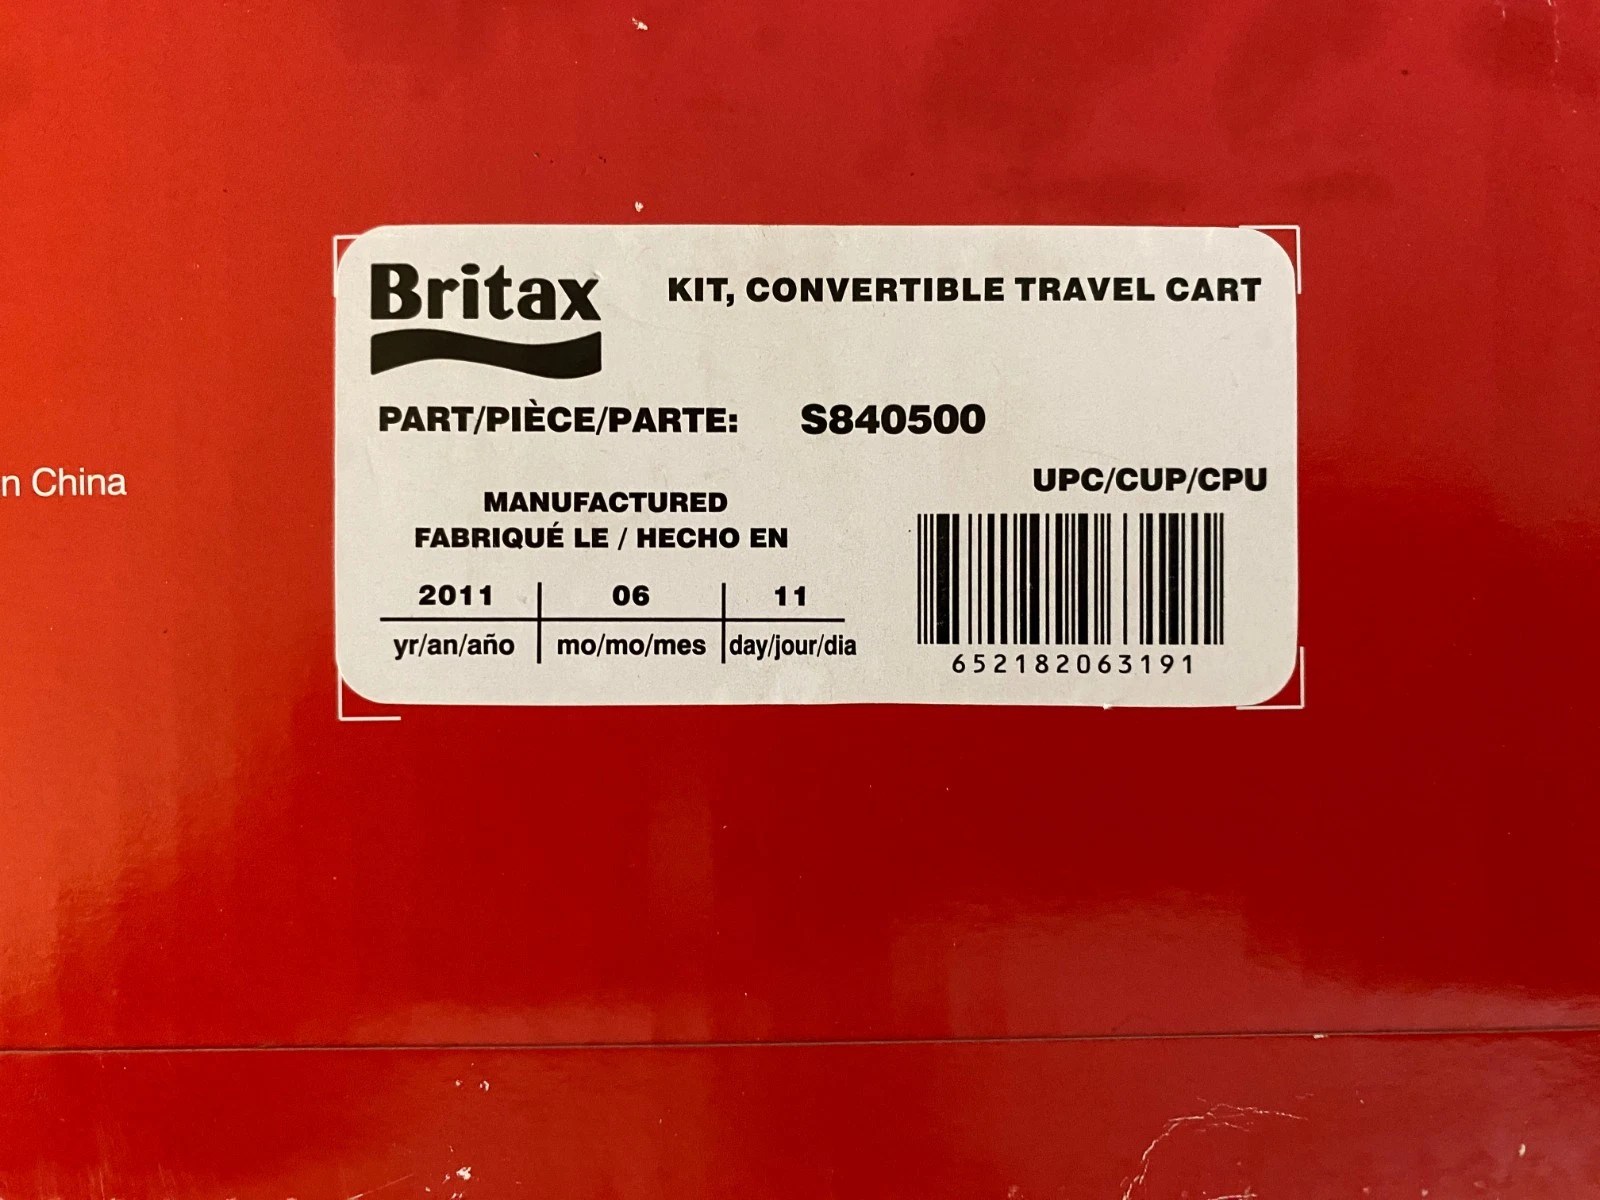 Britax
KIT, CONVERTIBLE TRAVEL CART
PART/PIÈCE/PARTE: S840500
UPC/CUP/CPU
n China
MANUFACTURED
FABRIQUÉ LE / HECHO EN
2011 06 11
yr/an/año mo/mo/mes day/jour/dia
652182063191